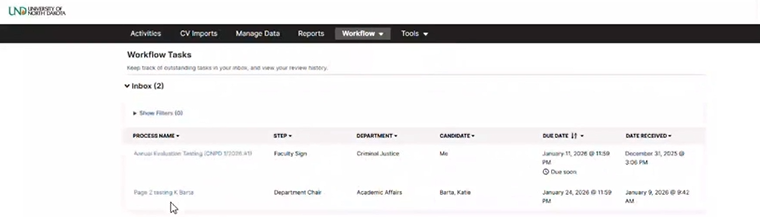 UND UNIVERSITY OF
NORTH DAKOTA
Activities CV Imports Manage Data Reports Workflow Tools
Workflow Tasks
Keep track of outstanding tasks in your inbox, and view your review history.
Inbox (2)
Show Filters (0)
PROCESS NAME STEP DEPARTMENT CANDIDATE DUE DATE DATE RECEIVED
Annual Evaluation Testing Faculty Sign Criminal Justice Me January 11, 2026 @ 11:59 December 31, 2025 @
PM 3:06 PM
Due soon
Page 2 testing K Barta Department Chair Academic Affairs Barta, Katie January 24, 2026 @ 11:59 January 9, 2026 @ 9:42
PM AM